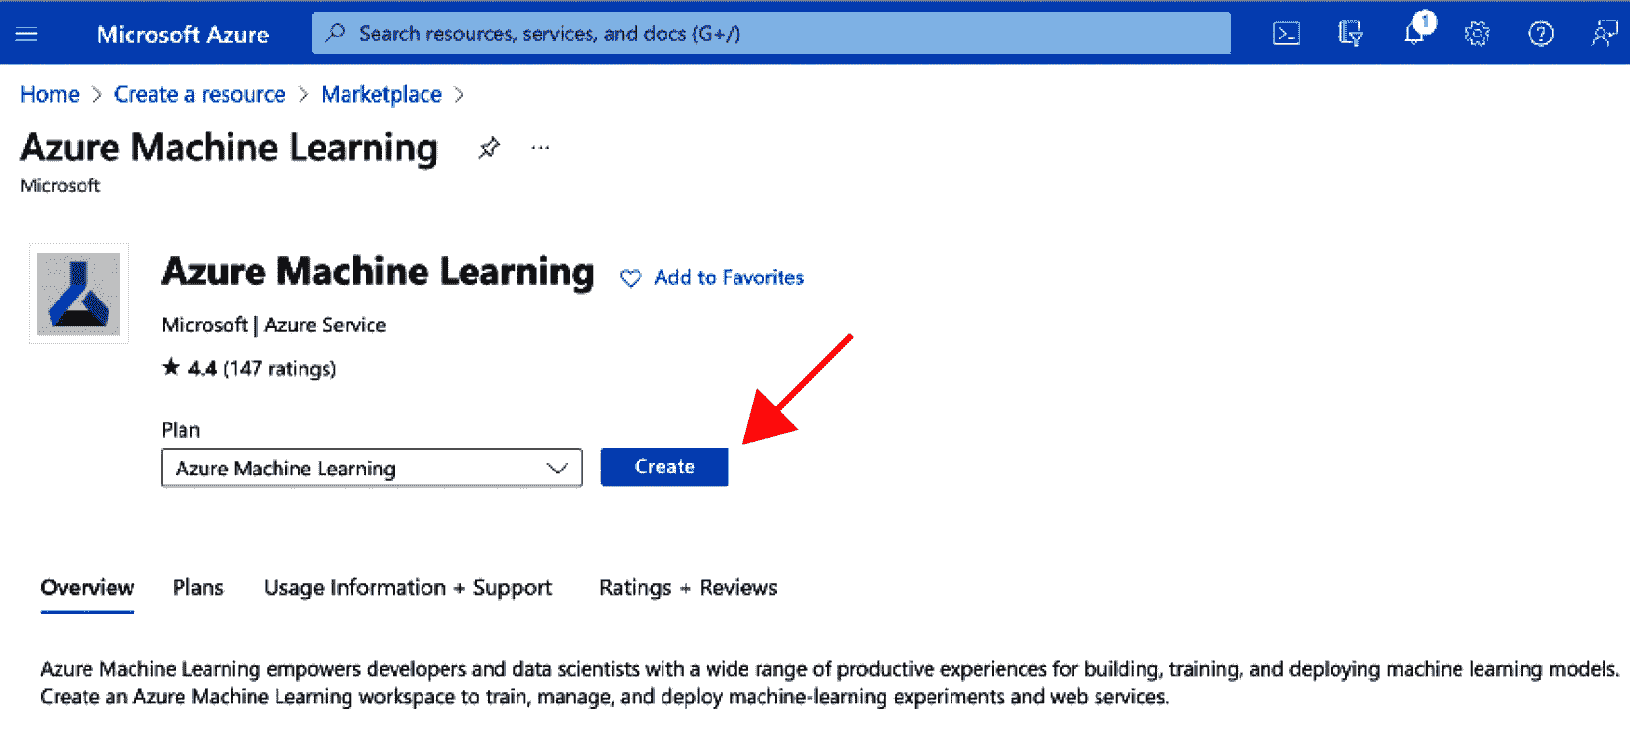 Microsoft Azure
Search resources, services, and docs (G+/)
1
Home > Create a resource > Marketplace >
Azure Machine Learning
...
Microsoft
Azure Machine Learning
Add to Favorites
Microsoft | Azure Service
★ 4.4 (147 ratings)
Plan
Azure Machine Learning
Create
Overview
Plans
Usage Information + Support
Ratings + Reviews
Azure Machine Learning empowers developers and data scientists with a wide range of productive experiences for building, training, and deploying machine learning models.
Create an Azure Machine Learning workspace to train, manage, and deploy machine-learning experiments and web services.